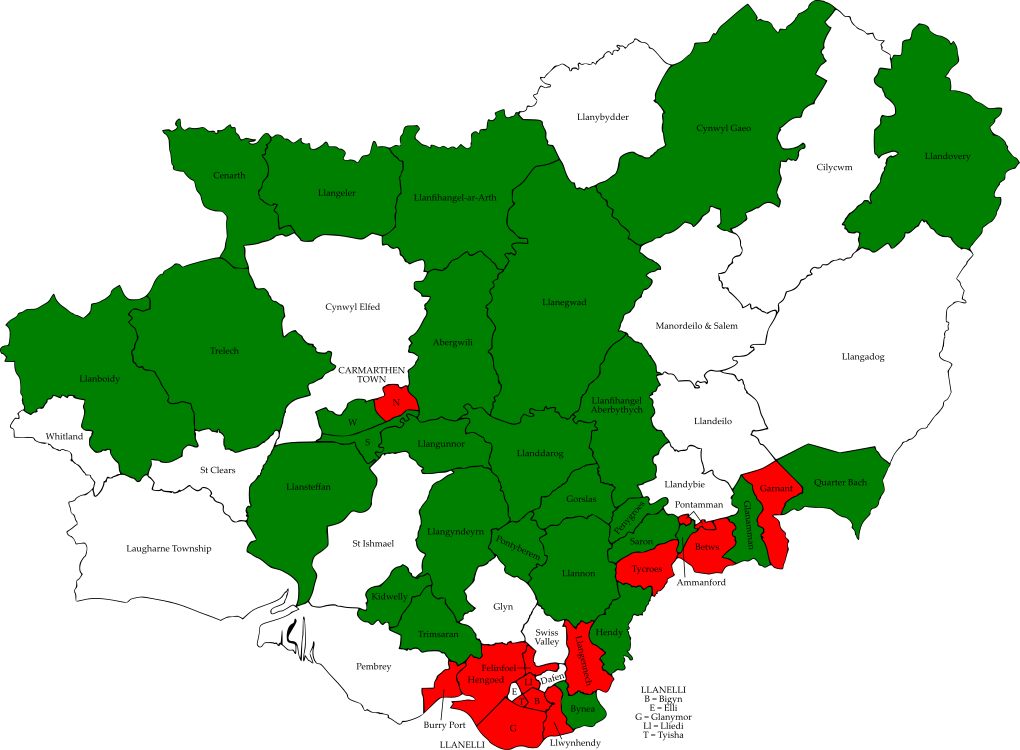 Llanybydder
Cynwyl Gaeo
Llandovery
Cilycwm
Cenarth
Llangeler
Llanfihangel-ar-Arth
Cynwyl Elfed
Llanegwad
Manordeilo & Salem
Abergwili
Trelech
Llangadog
CARMARTHEN
TOWN
Llanboidy
N
Llanfihangel
Aberbythych
W
Llandeilo
Whitland
S
Llangunnor
Llanddarog
St Clears
Llandybie
Quarter Bach
Llansteffan
Garnant
Gorslas
Pontamman
Glanamman
Penygroes
Llangyndeyrn
St Ishmael
Pontyberem
Saron
Betws
Laugharne Township
Llannon
Tycroes
Ammanford
Kidwelly
Glyn
Trimsaran
Swiss
Valley
Hendy
Llangennech
Pembrey
Felinfoel
Hengoed
Dafen
Ll
E
T
B
Bynea
Burry Port
G
LLANELLI
Llwynhendy
LLANELLI
B = Bigyn
E = Elli
G = Glanymor
Ll = Lliedi
T = Tyisha